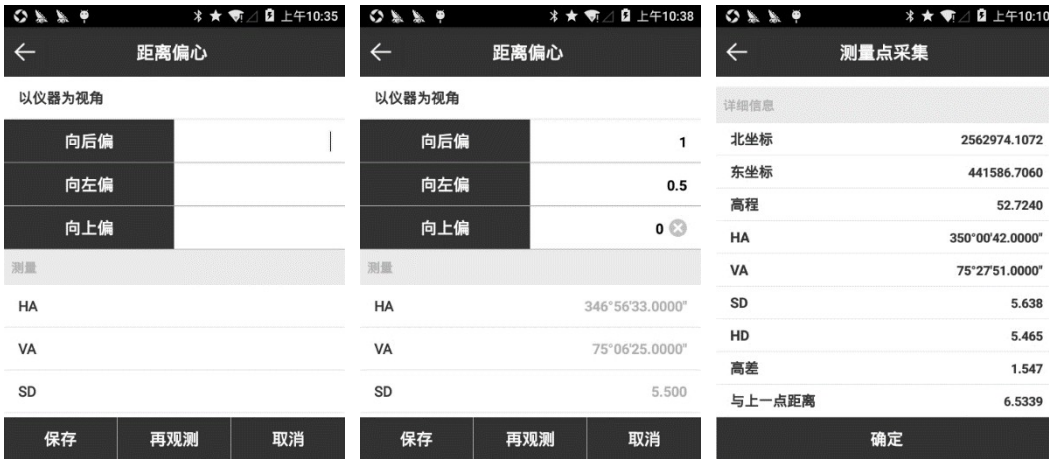 上午10:35
距离偏心
以仪器为视角
向后偏
向左偏
向上偏
测量
HA
VA
SD
保存 再观测 取消
上午10:38
距离偏心
以仪器为视角
向后偏 1
向左偏 0.5
向上偏 0
测量
HA 346°56'33.0000"
VA 75°06'25.0000"
SD 5.500
保存 再观测 取消
上午10:10
测量点采集
详细信息
北坐标 2562974.1072
东坐标 441586.7060
高程 52.7240
HA 350°00'42.0000"
VA 75°27'51.0000"
SD 5.638
HD 5.465
高差 1.547
与上一点距离 6.5339
确定